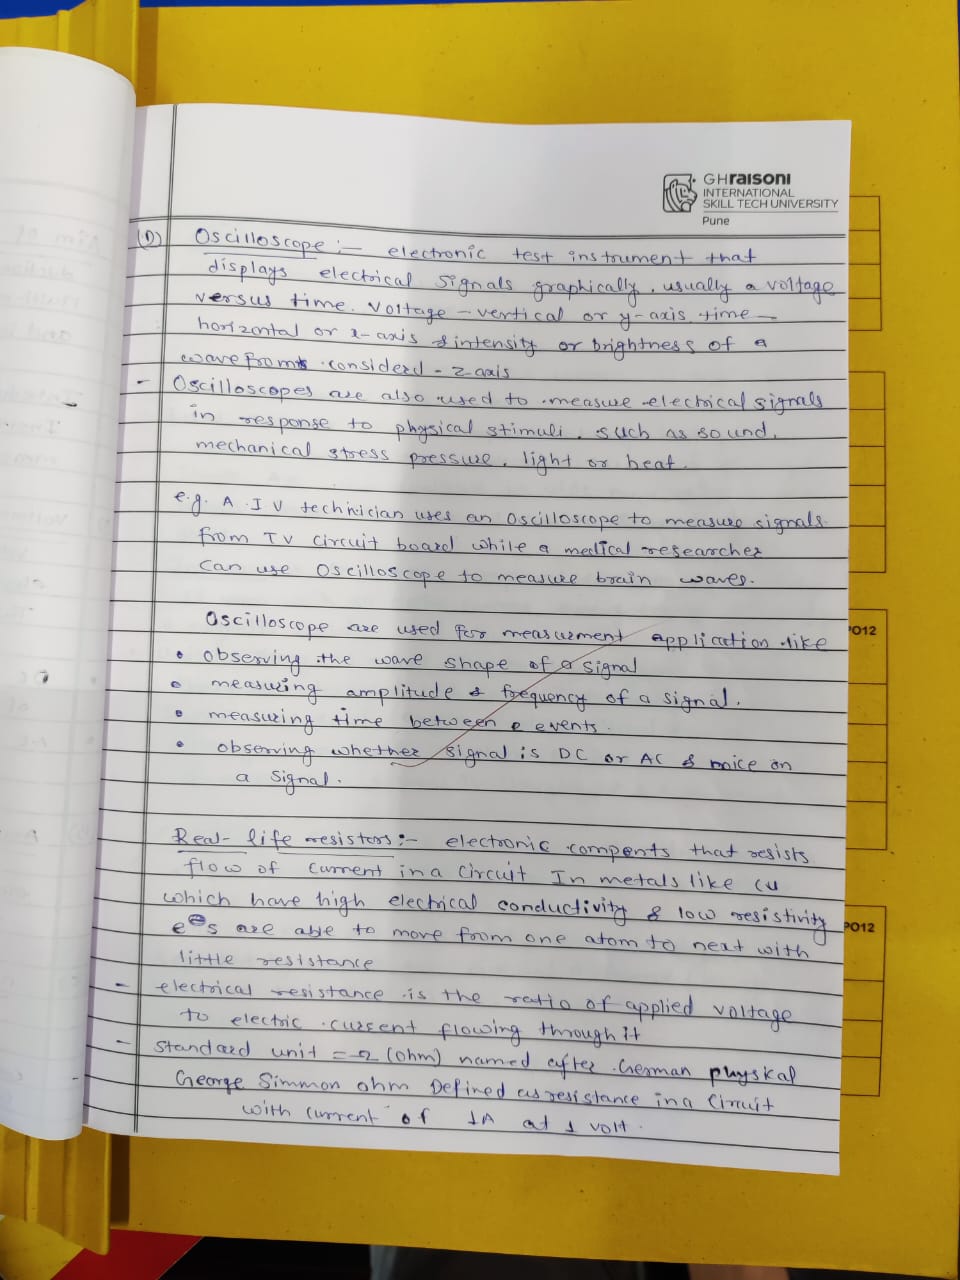 GHraisoni
INTERNATIONAL
SKILL TECH UNIVERSITY
Pune
(D) Oscilloscope :- electronic test instrument that
displays electrical signals graphically, usually a voltage
versus time. voltage - vertical or y-axis time -
horizontal or x-axis & intensity or brightness of a
wavefroms considerd - z axis
- Oscilloscopes are also used to measure electrical signals
in response to physical stimuli, such as sound,
mechanical stress pressure, light or heat.
e.g. A IV technician uses an Oscilloscope to measure signals
from TV circuit board while a medical researcher
can use Oscilloscope to measure brain waves.
Oscilloscope are used for measurment application like
• observing the wave shape of a signal
• measuring amplitude & frequency of a signal.
• measuring time between e events.
• observing whether signal is DC or AC & noice on
a signal.
Real-life resistors :- electronic compents that resists
flow of current in a circuit In metals like cu
which have high electrical conductivity & low resistivity
e⊖s are able to move from one atom to next with
little resistance
- electrical resistance is the ratio of applied voltage
to electric current flowing through it
- standard unit = Ω (ohm) named after German physkal
George Simmon ohm Defined as resistance in a circuit
with current of 1A at 1 volt.
PO12
PO12